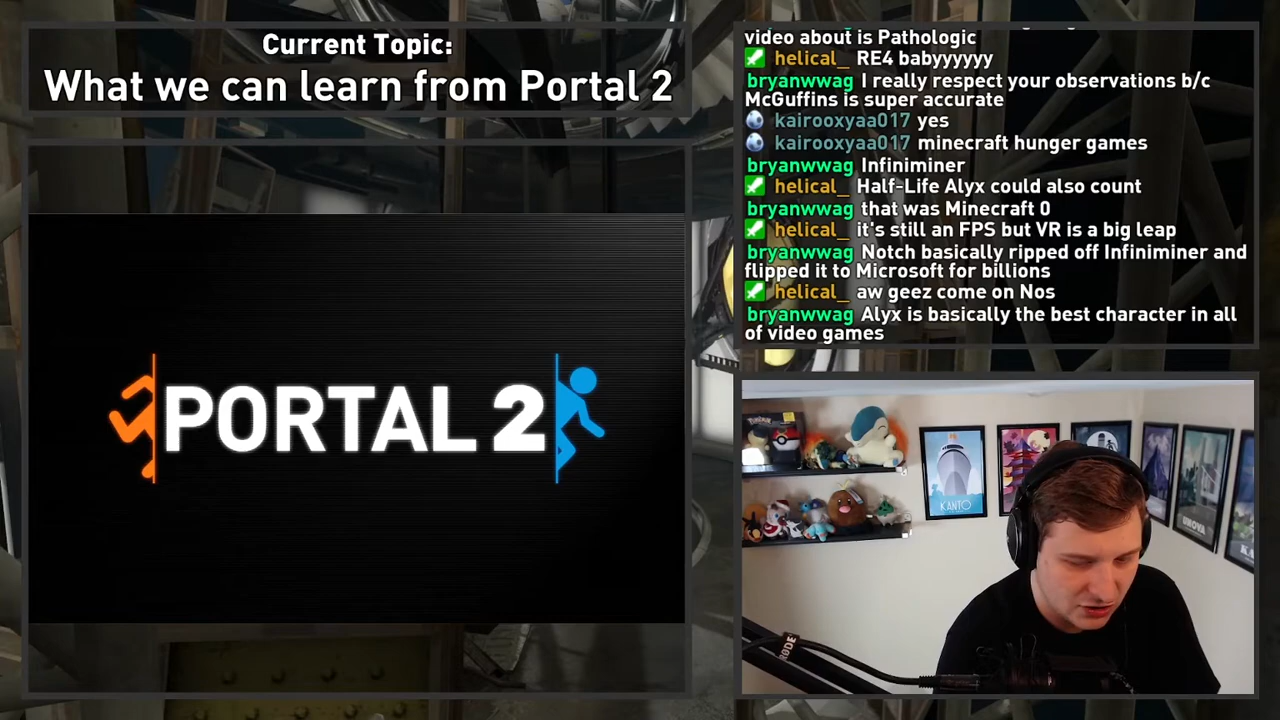 Current Topic:
What we can learn from Portal 2
PORTAL 2
video about is Pathologic
helical_ RE4 babyyyyyy
bryanwwag I really respect your observations b/c
McGuffins is super accurate
kairooxyaa017 yes
kairooxyaa017 minecraft hunger games
bryanwwag Infiniminer
helical_ Half-Life Alyx could also count
bryanwwag that was Minecraft 0
helical_ it's still an FPS but VR is a big leap
bryanwwag Notch basically ripped off Infiniminer and
flipped it to Microsoft for billions
helical_ aw geez come on Nos
bryanwwag Alyx is basically the best character in all
of video games
KANTO
UNOVA
RODE